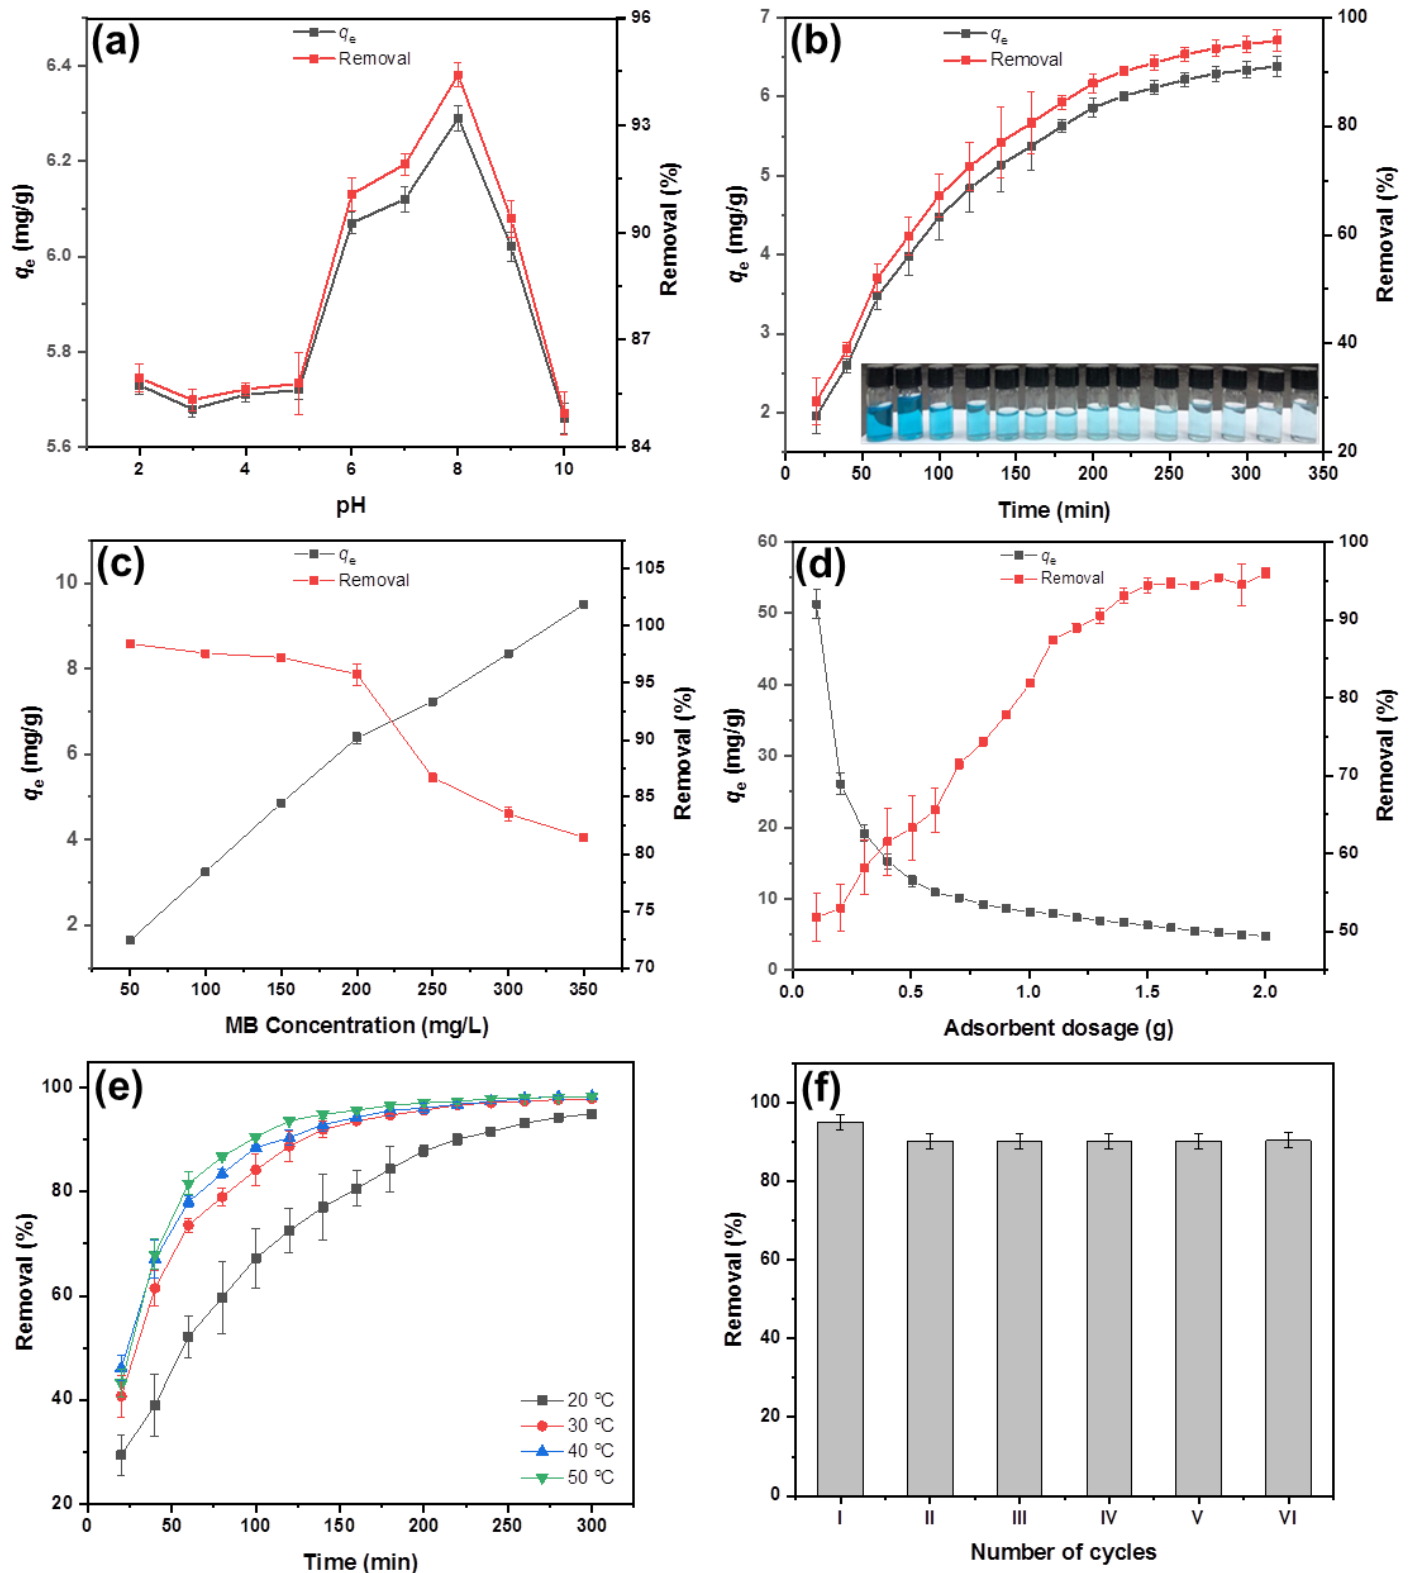 (a)
qe
Removal
6.4
6.2
6.0
5.8
5.6
qe (mg/g)
96
93
90
87
84
Removal (%)
2 4 6 8 10
pH
(b)
qe
Removal
7
6
5
4
3
2
qe (mg/g)
100
80
60
40
20
Removal (%)
0 50 100 150 200 250 300 350
Time (min)
(c)
qe
Removal
10
8
6
4
2
qe (mg/g)
105
100
95
90
85
80
75
70
Removal (%)
50 100 150 200 250 300 350
MB Concentration (mg/L)
(d)
qe
Removal
60
50
40
30
20
10
0
qe (mg/g)
100
90
80
70
60
50
Removal (%)
0.0 0.5 1.0 1.5 2.0
Adsorbent dosage (g)
(e)
100
80
60
40
20
Removal (%)
20 ºC
30 ºC
40 ºC
50 ºC
0 50 100 150 200 250 300
Time (min)
(f)
100
80
60
40
20
0
Removal (%)
I II III IV V VI
Number of cycles